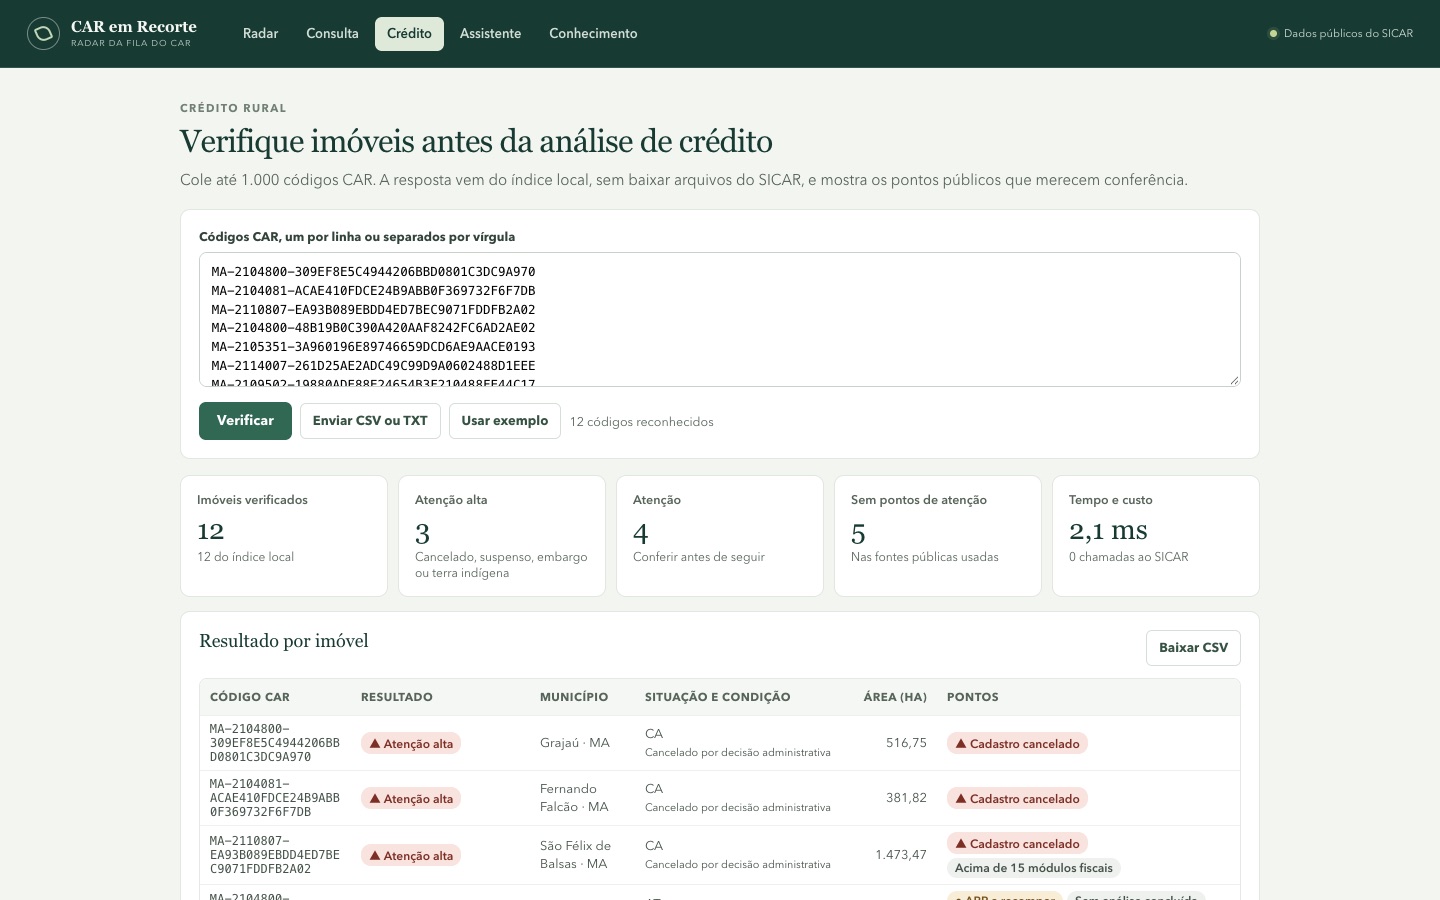 CAR em Recorte
RADAR DA FILA DO CAR
Radar
Consulta
Crédito
Assistente
Conhecimento
Dados públicos do SICAR
CRÉDITO RURAL
Verifique imóveis antes da análise de crédito
Cole até 1.000 códigos CAR. A resposta vem do índice local, sem baixar arquivos do SICAR, e mostra os pontos públicos que merecem conferência.
Códigos CAR, um por linha ou separados por vírgula
MA-2104800-309EF8E5C4944206BBD0801C3DC9A970
MA-2104081-ACAE410FDCE24B9ABB0F369732F6F7DB
MA-2110807-EA93B089EBDD4ED7BEC9071FDDFB2A02
MA-2104800-48B19B0C390A420AAF8242FC6AD2AE02
MA-2105351-3A960196E89746659DCD6AE9AACE0193
MA-2114007-261D25AE2ADC49C99D9A0602488D1EEE
MA-2109502-19880ADE88E24654B3F210488FE44C17
Verificar
Enviar CSV ou TXT
Usar exemplo
12 códigos reconhecidos
Imóveis verificados
12
12 do índice local
Atenção alta
3
Cancelado, suspenso, embargo
ou terra indígena
Atenção
4
Conferir antes de seguir
Sem pontos de atenção
5
Nas fontes públicas usadas
Tempo e custo
2,1 ms
0 chamadas ao SICAR
Resultado por imóvel
Baixar CSV
CÓDIGO CAR RESULTADO MUNICÍPIO SITUAÇÃO E CONDIÇÃO ÁREA (HA) PONTOS
MA-2104800-
309EF8E5C4944206BB
D0801C3DC9A970
Atenção alta
Grajaú · MA
CA
Cancelado por decisão administrativa
516,75
Cadastro cancelado
MA-2104081-
ACAE410FDCE24B9ABB
0F369732F6F7DB
Atenção alta
Fernando
Falcão · MA
CA
Cancelado por decisão administrativa
381,82
Cadastro cancelado
MA-2110807-
EA93B089EBDD4ED7BE
C9071FDDFB2A02
Atenção alta
São Félix de
Balsas · MA
CA
Cancelado por decisão administrativa
1.473,47
Cadastro cancelado
Acima de 15 módulos fiscais
MA-2104800-